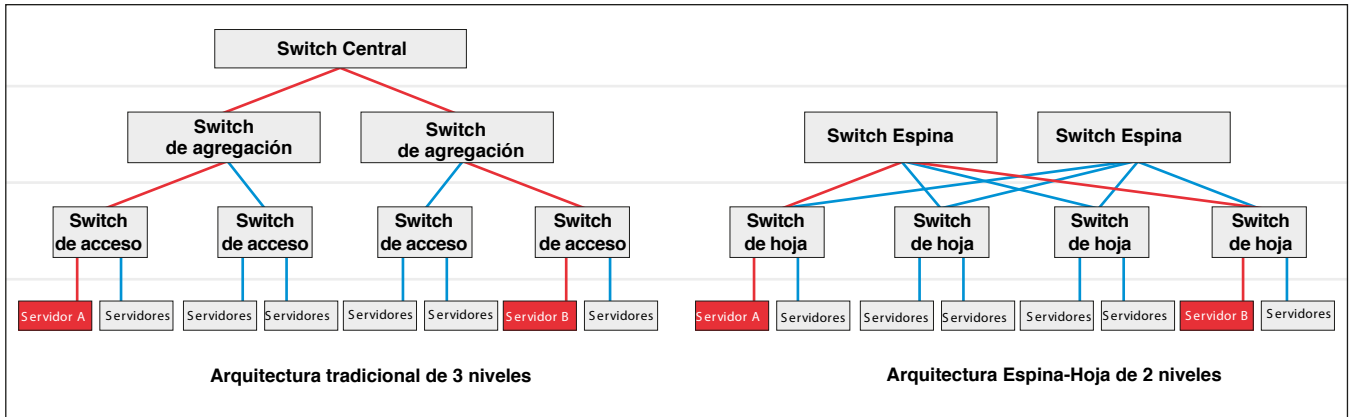 Switch Central
Switch
de agregación
Switch
de agregación
Switch
de acceso
Switch
de acceso
Switch
de acceso
Switch
de acceso
Servidor A
Servidores
Servidores
Servidores
Servidores
Servidores
Servidor B
Servidores
Arquitectura tradicional de 3 niveles
Switch Espina
Switch Espina
Switch
de hoja
Switch
de hoja
Switch
de hoja
Switch
de hoja
Servidor A
Servidores
Servidores
Servidores
Servidores
Servidores
Servidor B
Servidores
Arquitectura Espina-Hoja de 2 niveles